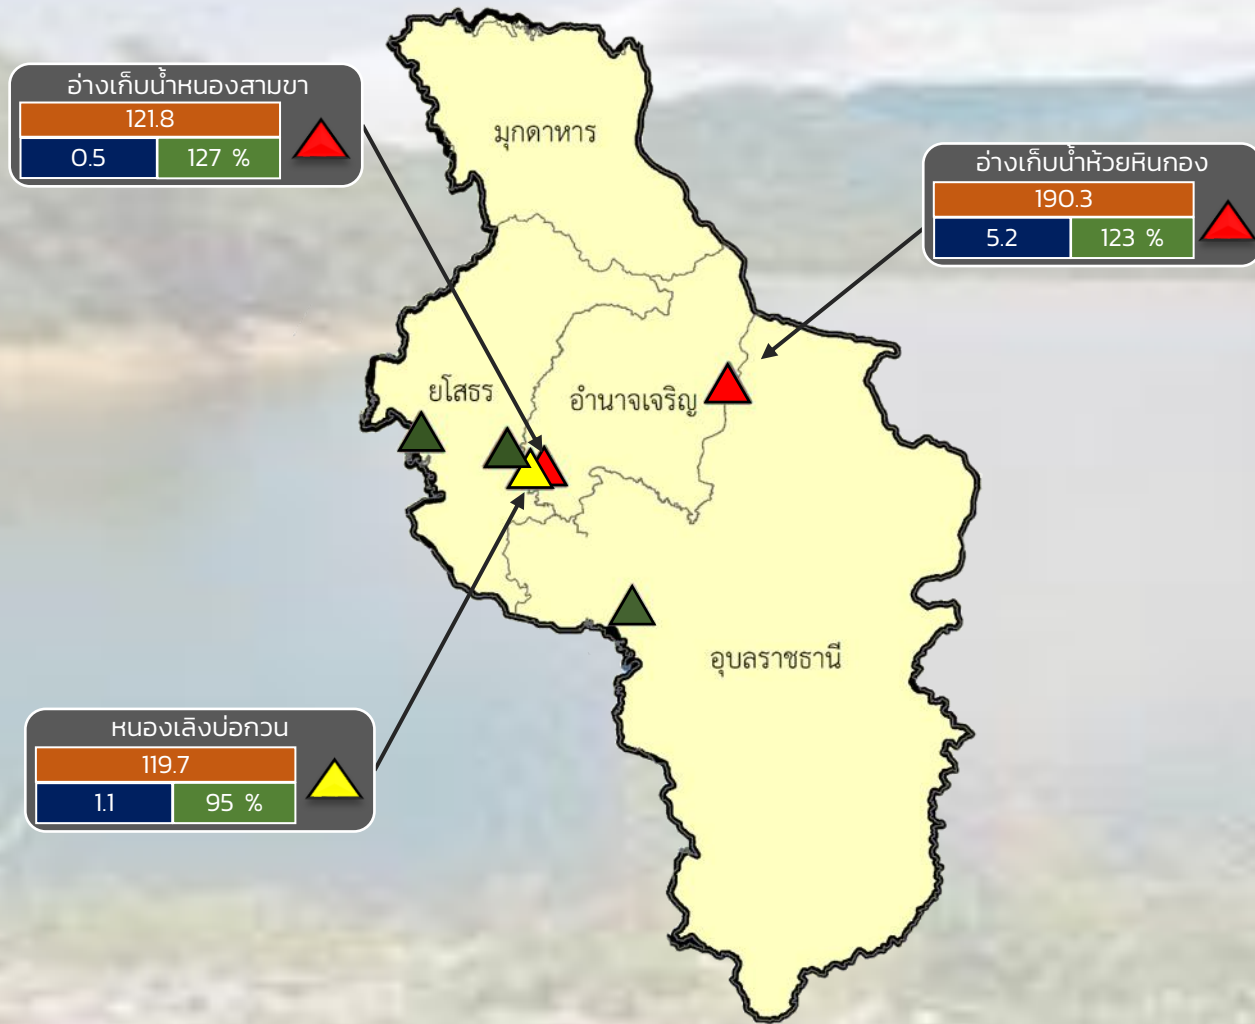 อ่างเก็บน้ำหนองสามขา
121.8
0.5 127 %
มุกดาหาร
อ่างเก็บน้ำห้วยหินกอง
190.3
5.2 123 %
ยโสธร
อำนาจเจริญ
อุบลราชธานี
หนองเลิงบ่อกวน
119.7
1.1 95 %